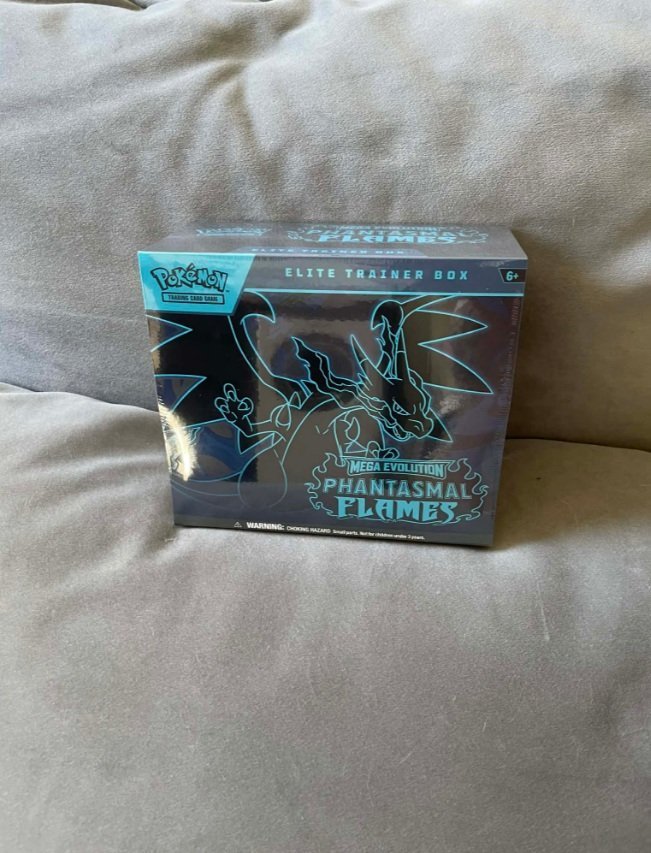 PHANTASMAL
FLAMES
Pokémon
TRADING CARD GAME
ELITE TRAINER BOX
6+
MEGA EVOLUTION
PHANTASMAL
FLAMES
WARNING: CHOKING HAZARD Small parts. Not for children under 3 years.